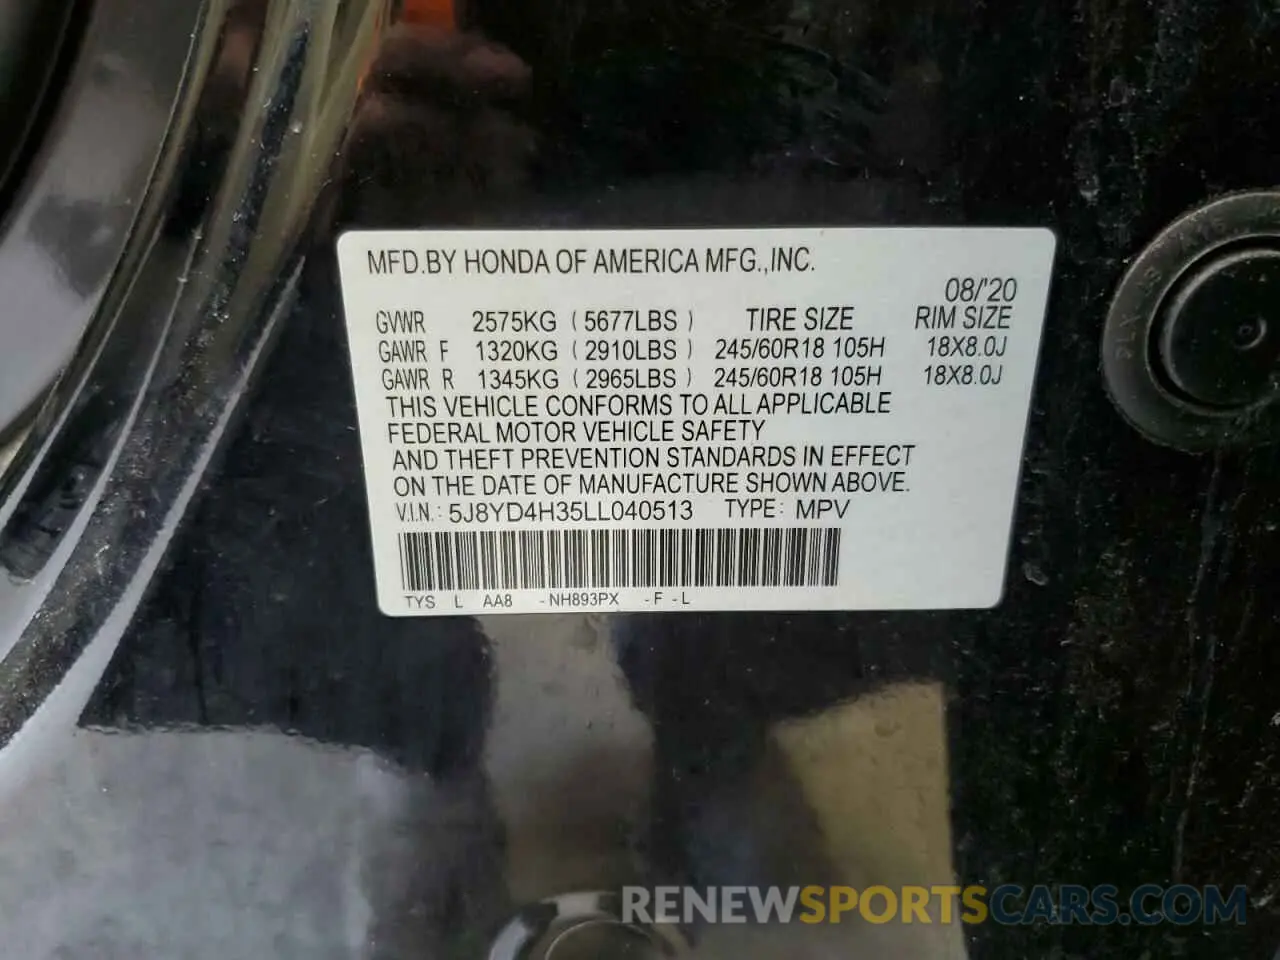 MFD.BY HONDA OF AMERICA MFG.,INC.
08/'20
GVWR 2575KG (5677LBS) TIRE SIZE RIM SIZE
GAWR F 1320KG (2910LBS) 245/60R18 105H 18X8.0J
GAWR R 1345KG (2965LBS) 245/60R18 105H 18X8.0J
THIS VEHICLE CONFORMS TO ALL APPLICABLE
FEDERAL MOTOR VEHICLE SAFETY
AND THEFT PREVENTION STANDARDS IN EFFECT
ON THE DATE OF MANUFACTURE SHOWN ABOVE.
V.I.N.: 5J8YD4H35LL040513 TYPE: MPV
TYS L AA8 -NH893PX -F -L
RENEWSPORTSCARS.COM